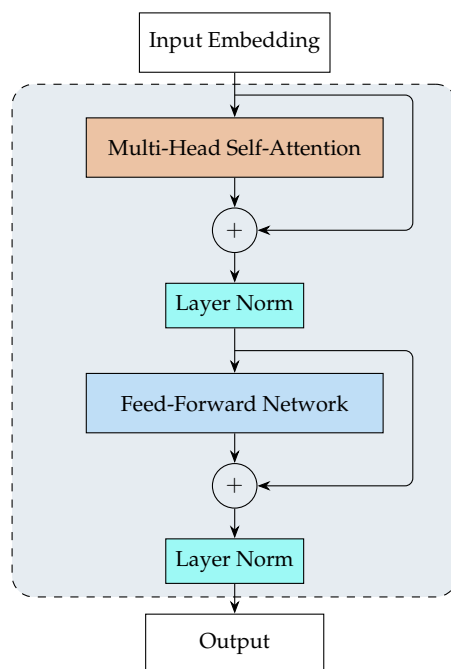 Input Embedding
Multi-Head Self-Attention
+
Layer Norm
Feed-Forward Network
+
Layer Norm
Output